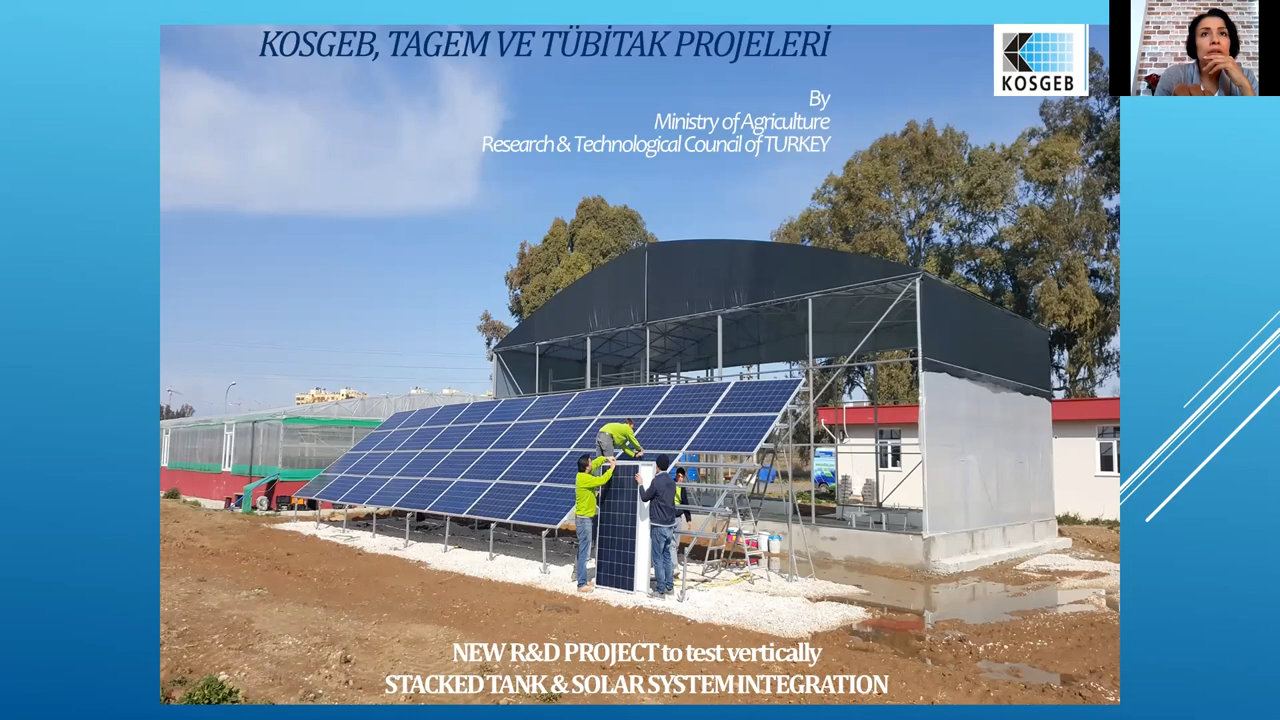 KOSGEB, TAGEM VE TÜBİTAK PROJELERİ
KOSGEB
By
Ministry of Agriculture
Research & Technological Council of TURKEY
NEW R&D PROJECT to test vertically
STACKED TANK & SOLAR SYSTEM INTEGRATION